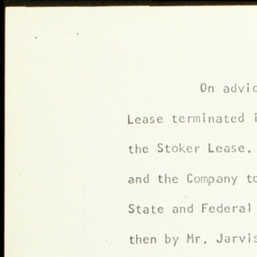 On advic
Lease terminated i
the Stoker Lease.
and the Company to
State and Federal
then by Mr. Jarvis